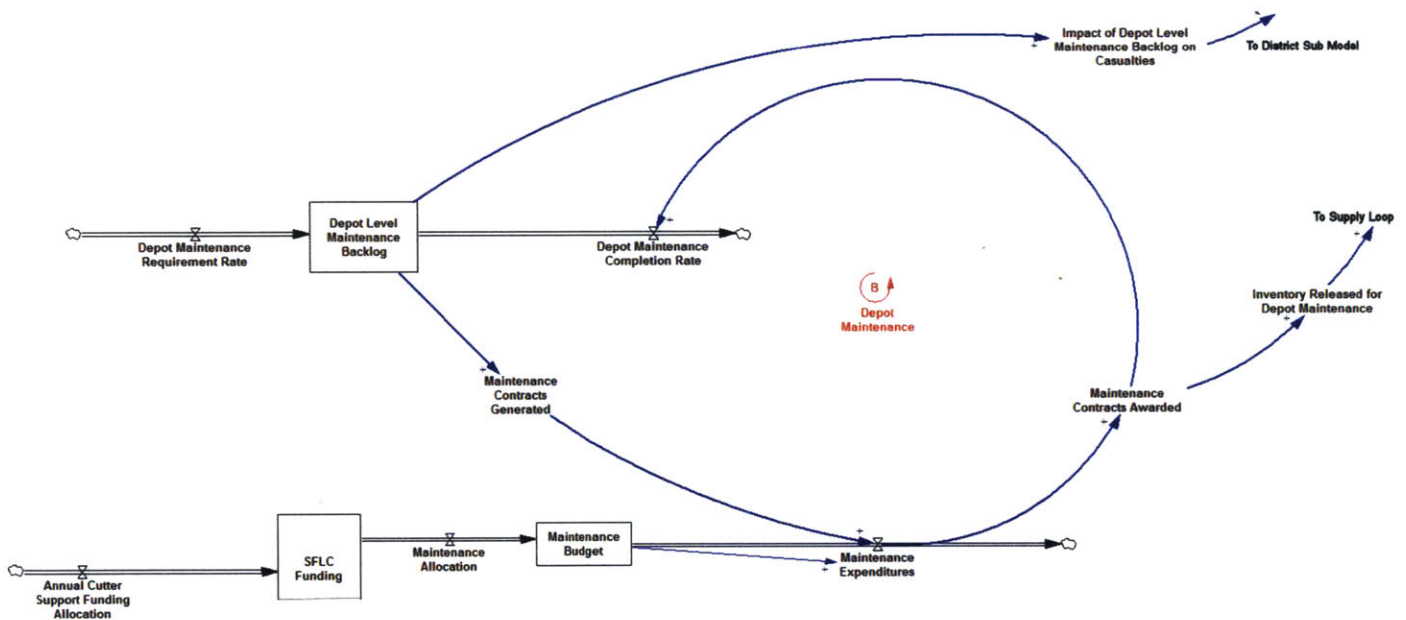 Impact of Depot Level
Maintenance Backlog on
Casualties
To District Sub Model
Depot Level
Maintenance
Backlog
Depot Maintenance
Requirement Rate
Depot Maintenance
Completion Rate
To Supply Loop
B
Depot
Maintenance
Inventory Released for
Depot Maintenance
Maintenance
Contracts
Generated
Maintenance
Contracts Awarded
SFLC
Funding
Maintenance
Allocation
Maintenance
Budget
Maintenance
Expenditures
Annual Cutter
Support Funding
Allocation